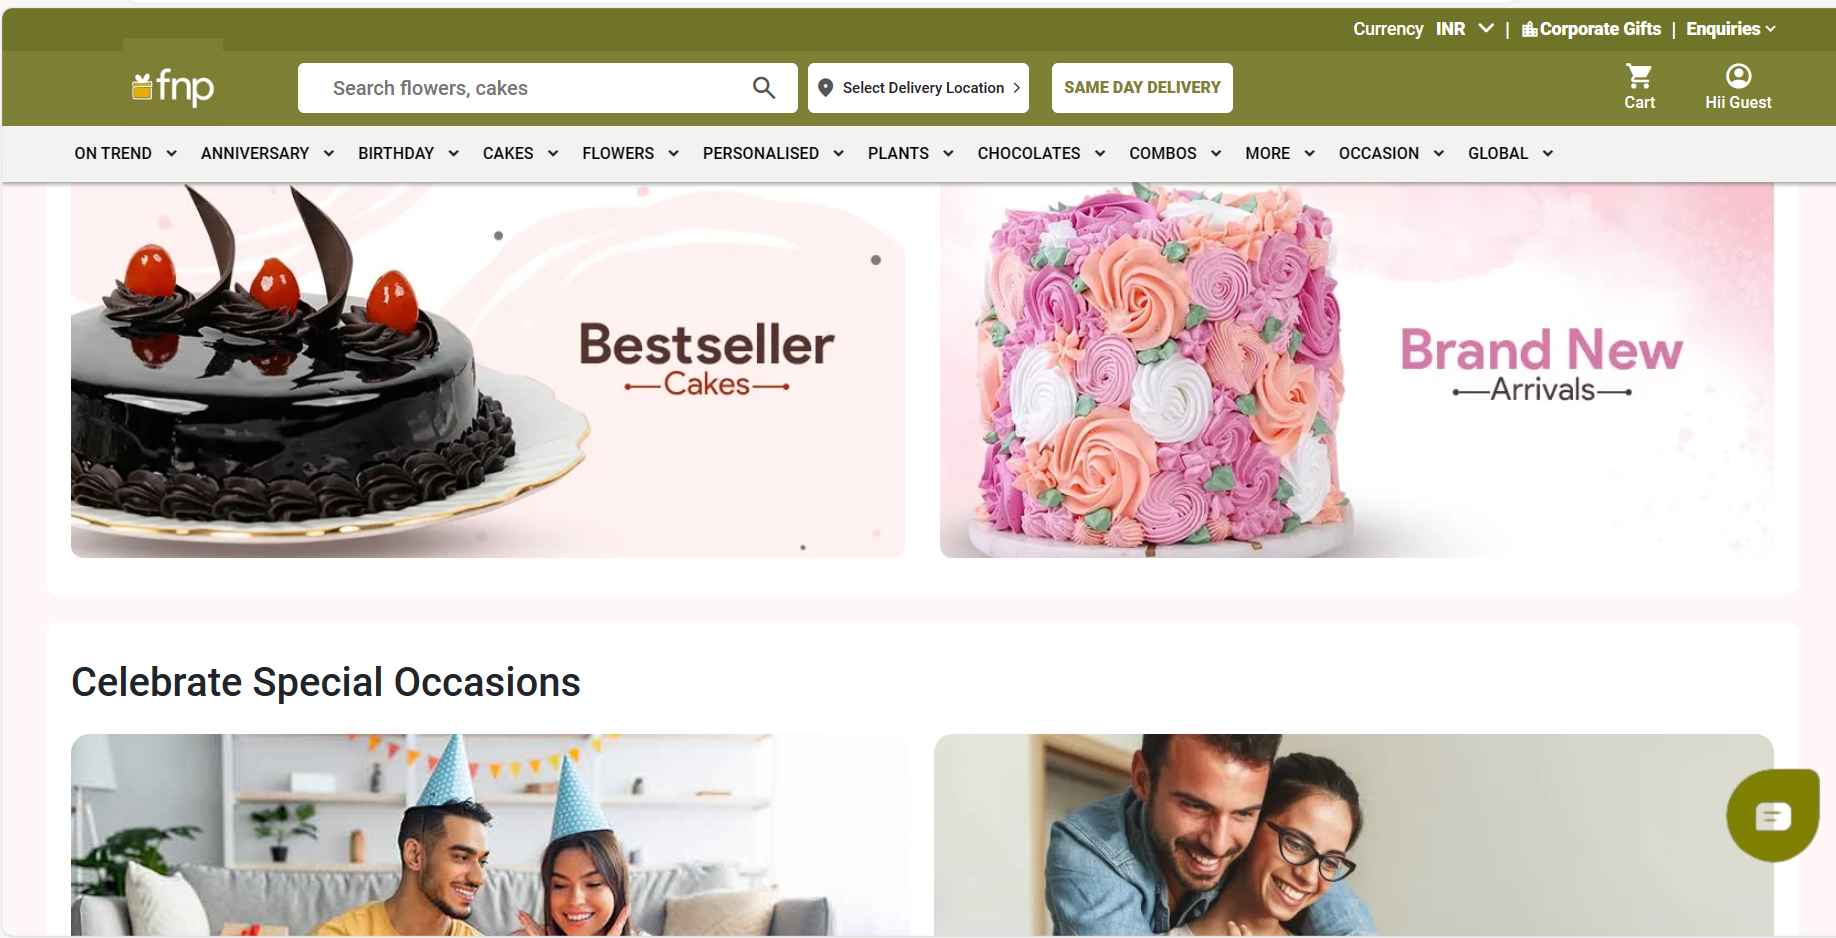 Currency INR | Corporate Gifts | Enquiries
fnp
Search flowers, cakes
Select Delivery Location
SAME DAY DELIVERY
Cart
Hii Guest
ON TREND ANNIVERSARY BIRTHDAY CAKES FLOWERS PERSONALISED PLANTS CHOCOLATES COMBOS MORE OCCASION GLOBAL
Bestseller
Cakes
Brand New
Arrivals
Celebrate Special Occasions